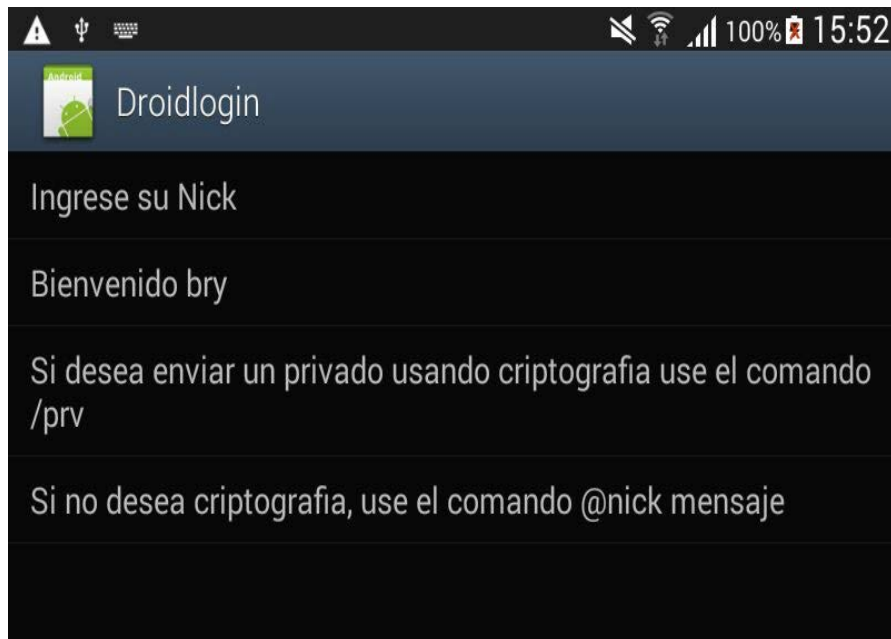 100% 15:52
Android
Droidlogin
Ingrese su Nick
Bienvenido bry
Si desea enviar un privado usando criptografia use el comando
/prv
Si no desea criptografia, use el comando @nick mensaje